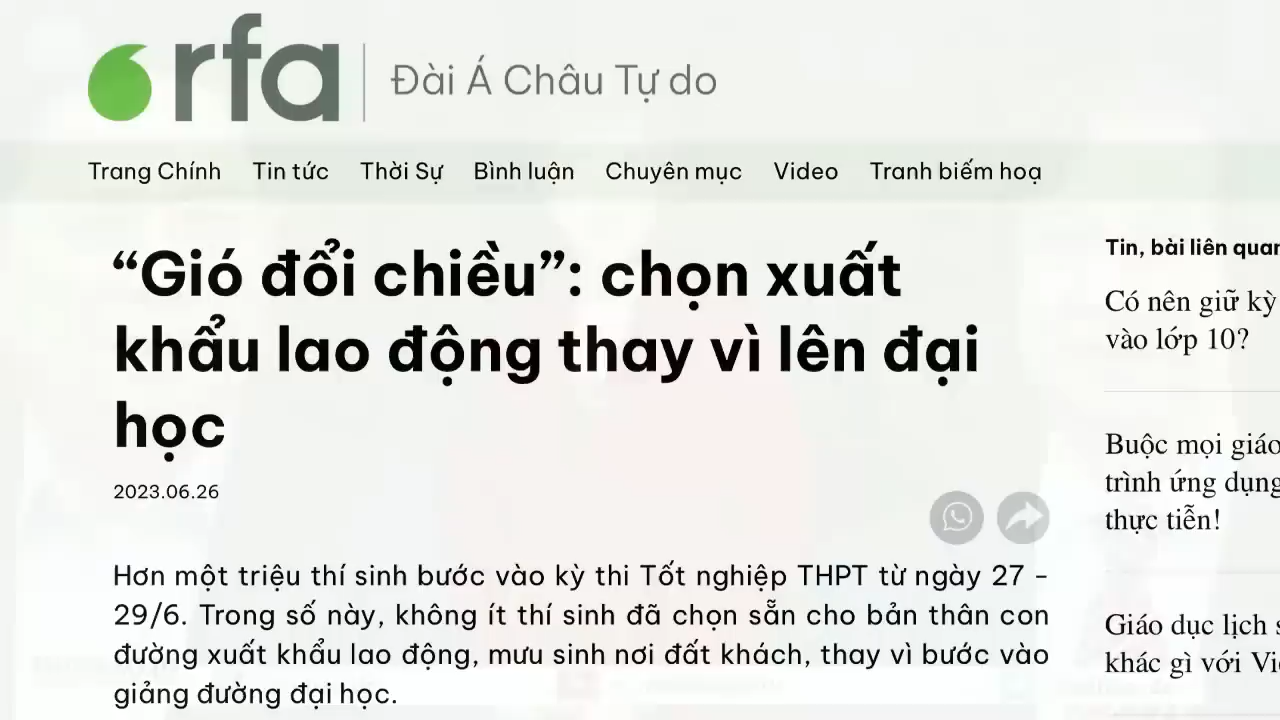 rfa Đài Á Châu Tự do
Trang Chính Tin tức Thời Sự Bình luận Chuyên mục Video Tranh biếm hoạ
“Gió đổi chiều”: chọn xuất
khẩu lao động thay vì lên đại
học
2023.06.26
Hơn một triệu thí sinh bước vào kỳ thi Tốt nghiệp THPT từ ngày 27 -
29/6. Trong số này, không ít thí sinh đã chọn sẵn cho bản thân con
đường xuất khẩu lao động, mưu sinh nơi đất khách, thay vì bước vào
giảng đường đại học.
Tin, bài liên quan
Có nên giữ kỳ
vào lớp 10?
Buộc mọi giáo
trình ứng dụng
thực tiễn!
Giáo dục lịch s
khác gì với Việ